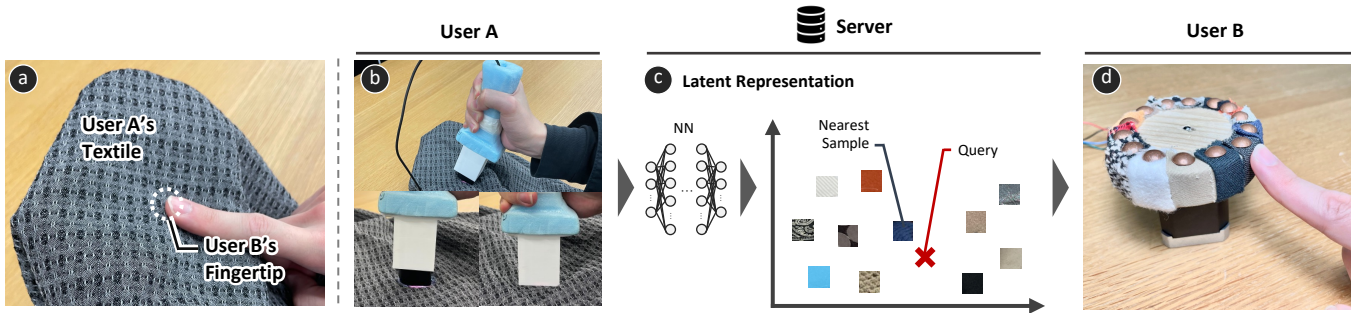 User A
Server
User B
a
User A's
Textile
User B's
Fingertip
b
c
Latent Representation
NN
...
...
Nearest
Sample
Query
d